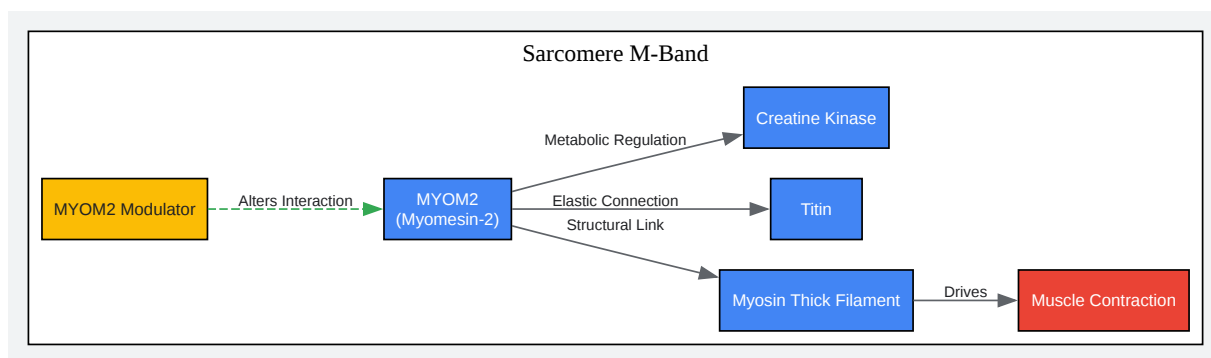 Sarcomere M-Band
Creatine Kinase
Metabolic Regulation
MYOM2 Modulator
Alters Interaction
MYOM2
(Myomesin-2)
Elastic Connection
Titin
Structural Link
Myosin Thick Filament
Drives
Muscle Contraction